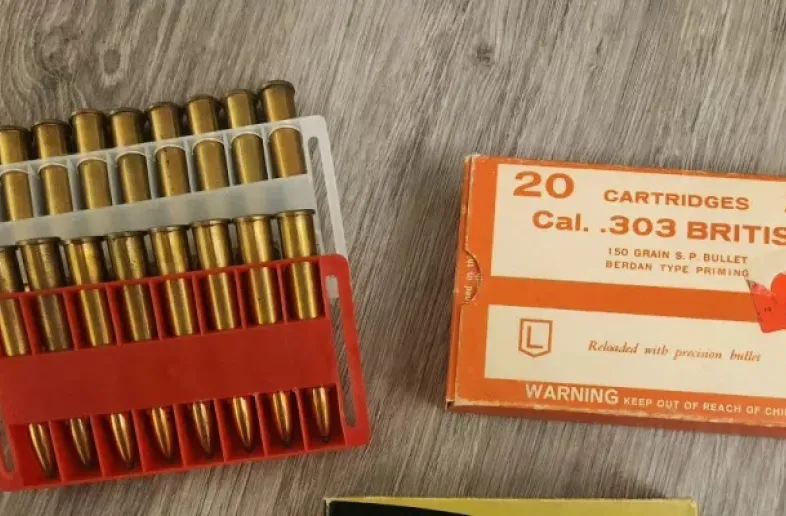 20 CARTRIDGES
Cal. .303 BRITIS
150 GRAIN S. P. BULLET
BERDAN TYPE PRIMING
L
Reloaded with precision bullet
WARNING KEEP OUT OF REACH OF CHI